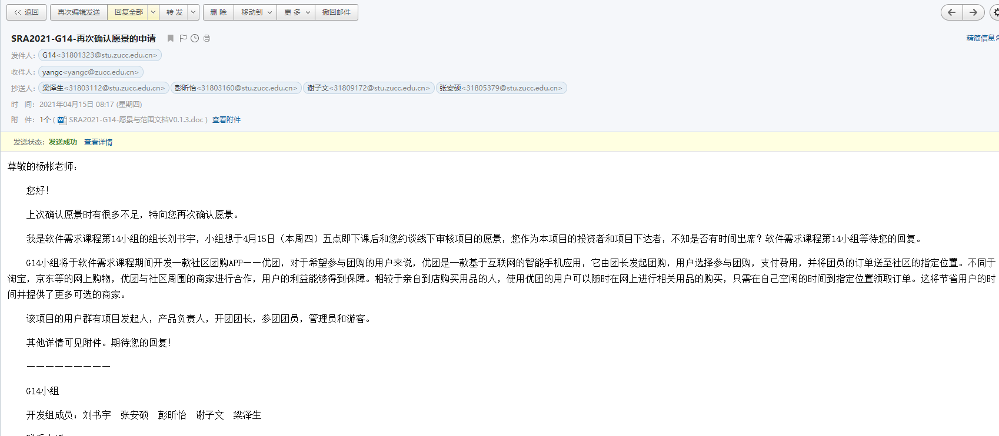 << 返回 再次编辑发送 回复全部 转 发 删 除 移动到 更 多 撤回邮件
SRA2021-G14-再次确认愿景的申请
精简信息
发件人： G14<31801323@stu.zucc.edu.cn>
收件人： yangc<yangc@zucc.edu.cn>
抄送人： 梁泽生<31803112@stu.zucc.edu.cn> 彭昕怡<31803160@stu.zucc.edu.cn> 谢子文<31809172@stu.zucc.edu.cn> 张安硕<31805379@stu.zucc.edu.cn>
时 间： 2021年04月15日 08:17 (星期四)
附 件： 1个 ( SRA2021-G14-愿景与范围文档V0.1.3.doc ) 查看附件
发送状态： 发送成功 查看详情
尊敬的杨枨老师：
您好！
上次确认愿景时有很多不足，特向您再次确认愿景。
我是软件需求课程第14小组的组长刘书宇，小组想于4月15日（本周四）五点即下课后和您约谈线下审核项目的愿景，您作为本项目的投资者和项目下达者，不知是否有时间出席？软件需求课程第14小组等待您的回复。
G14小组将于软件需求课程期间开发一款社区团购APP——优团，对于希望参与团购的用户来说，优团是一款基于互联网的智能手机应用，它由团长发起团购，用户选择参与团购，支付费用，并将团员的订单送至社区的指定位置。不同于
淘宝，京东等的网上购物，优团与社区周围的商家进行合作，用户的利益能够得到保障。相较于亲自到店购买用品的人，使用优团的用户可以随时在网上进行相关用品的购买，只需在自己空闲的时间到指定位置领取订单。这将节省用户的时
间并提供了更多可选的商家。
该项目的用户群有项目发起人，产品负责人，开团团长，参团团员，管理员和游客。
其他详情可见附件。期待您的回复！
—————————
G14小组
开发组成员：刘书宇 张安硕 彭昕怡 谢子文 梁泽生